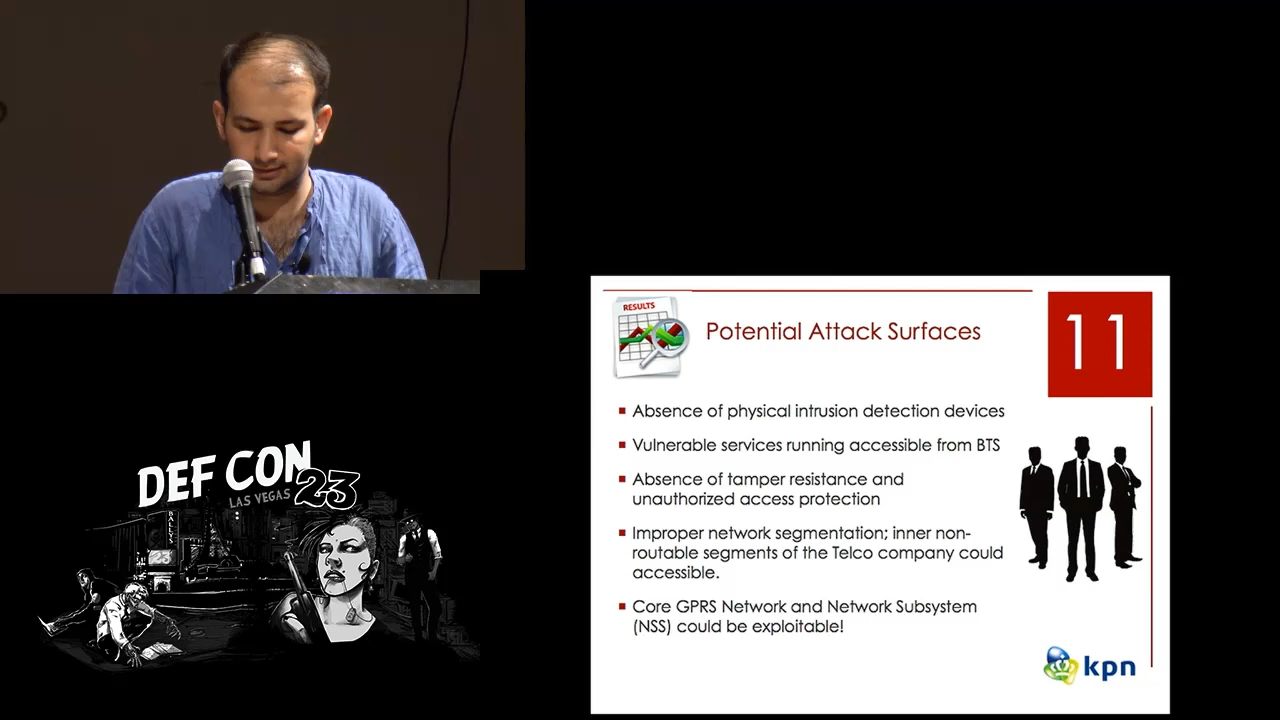 DEF CON
LAS VEGAS 23
BALLYS
RESULTS
Potential Attack Surfaces
11
Absence of physical intrusion detection devices
Vulnerable services running accessible from BTS
Absence of tamper resistance and
unauthorized access protection
Improper network segmentation; inner non-
routable segments of the Telco company could
accessible.
Core GPRS Network and Network Subsystem
(NSS) could be exploitable!
kpn